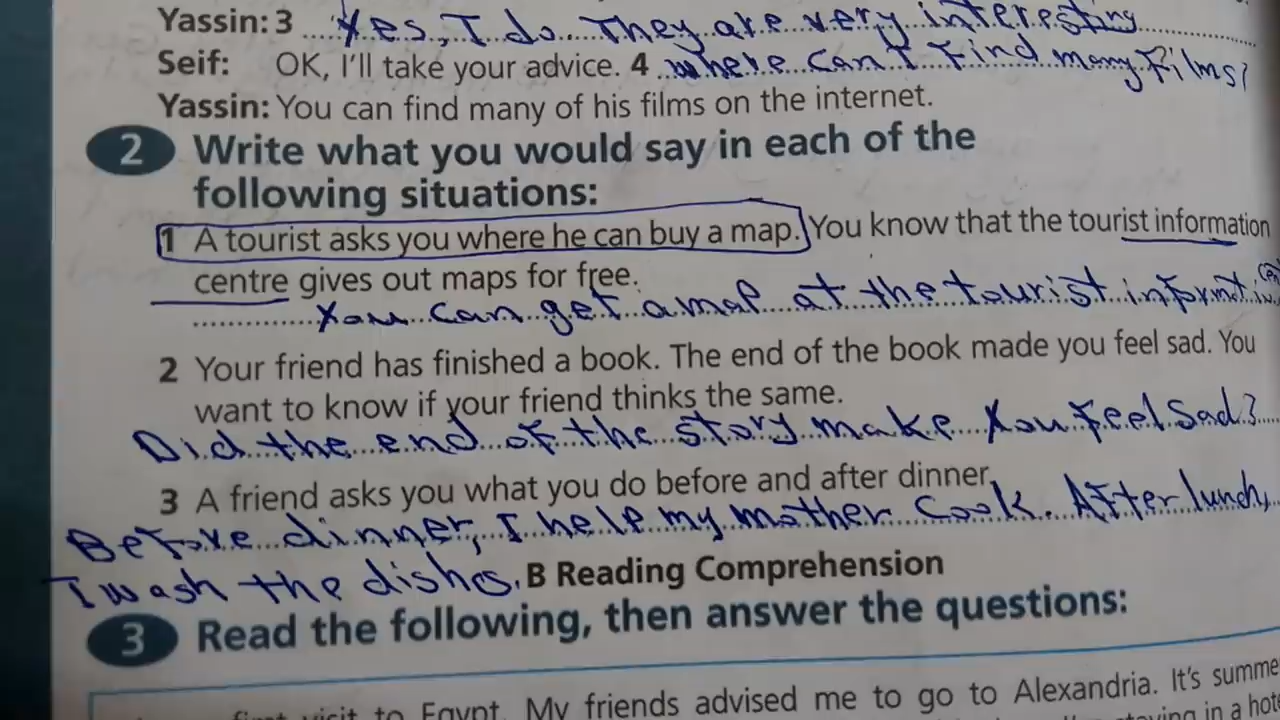 Yassin: 3 Yes, I do. They are very interesting
Seif: OK, I'll take your advice. 4 where can I find many films?
Yassin: You can find many of his films on the internet.
2 Write what you would say in each of the
following situations:
1 A tourist asks you where he can buy a map. You know that the tourist information
centre gives out maps for free.
You can get a map at the tourist
2 Your friend has finished a book. The end of the book made you feel sad. You
want to know if your friend thinks the same.
Did the end of the story make you feel sad?
3 A friend asks you what you do before and after dinner.
Before dinner, I help my mother cook. After lunch,
I wash the dishes. B Reading Comprehension
3 Read the following, then answer the questions:
first visit to Egypt. My friends advised me to go to Alexandria. It's summe
staying in a hot